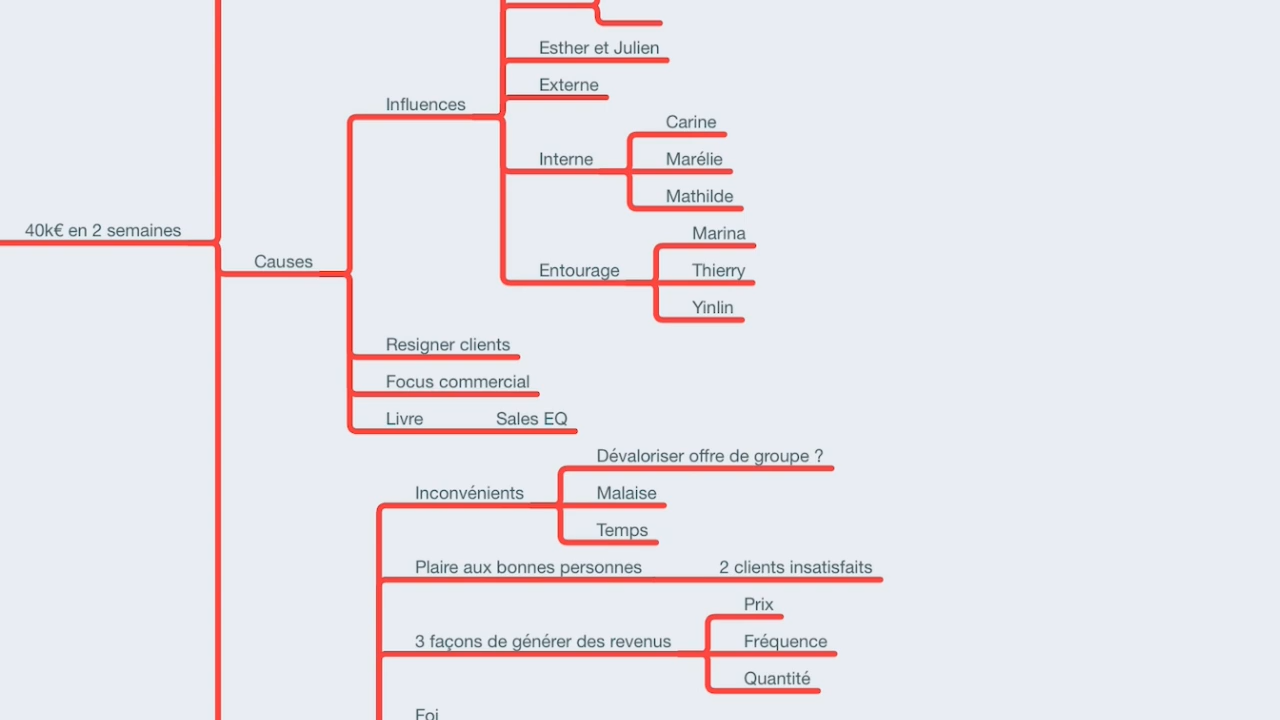 Esther et Julien
Externe
Influences
Carine
Interne
Marélie
Mathilde
40k€ en 2 semaines
Marina
Causes
Entourage
Thierry
Yinlin
Resigner clients
Focus commercial
Livre Sales EQ
Dévaloriser offre de groupe ?
Inconvénients
Malaise
Temps
Plaire aux bonnes personnes 2 clients insatisfaits
Prix
3 façons de générer des revenus
Fréquence
Quantité
Foi